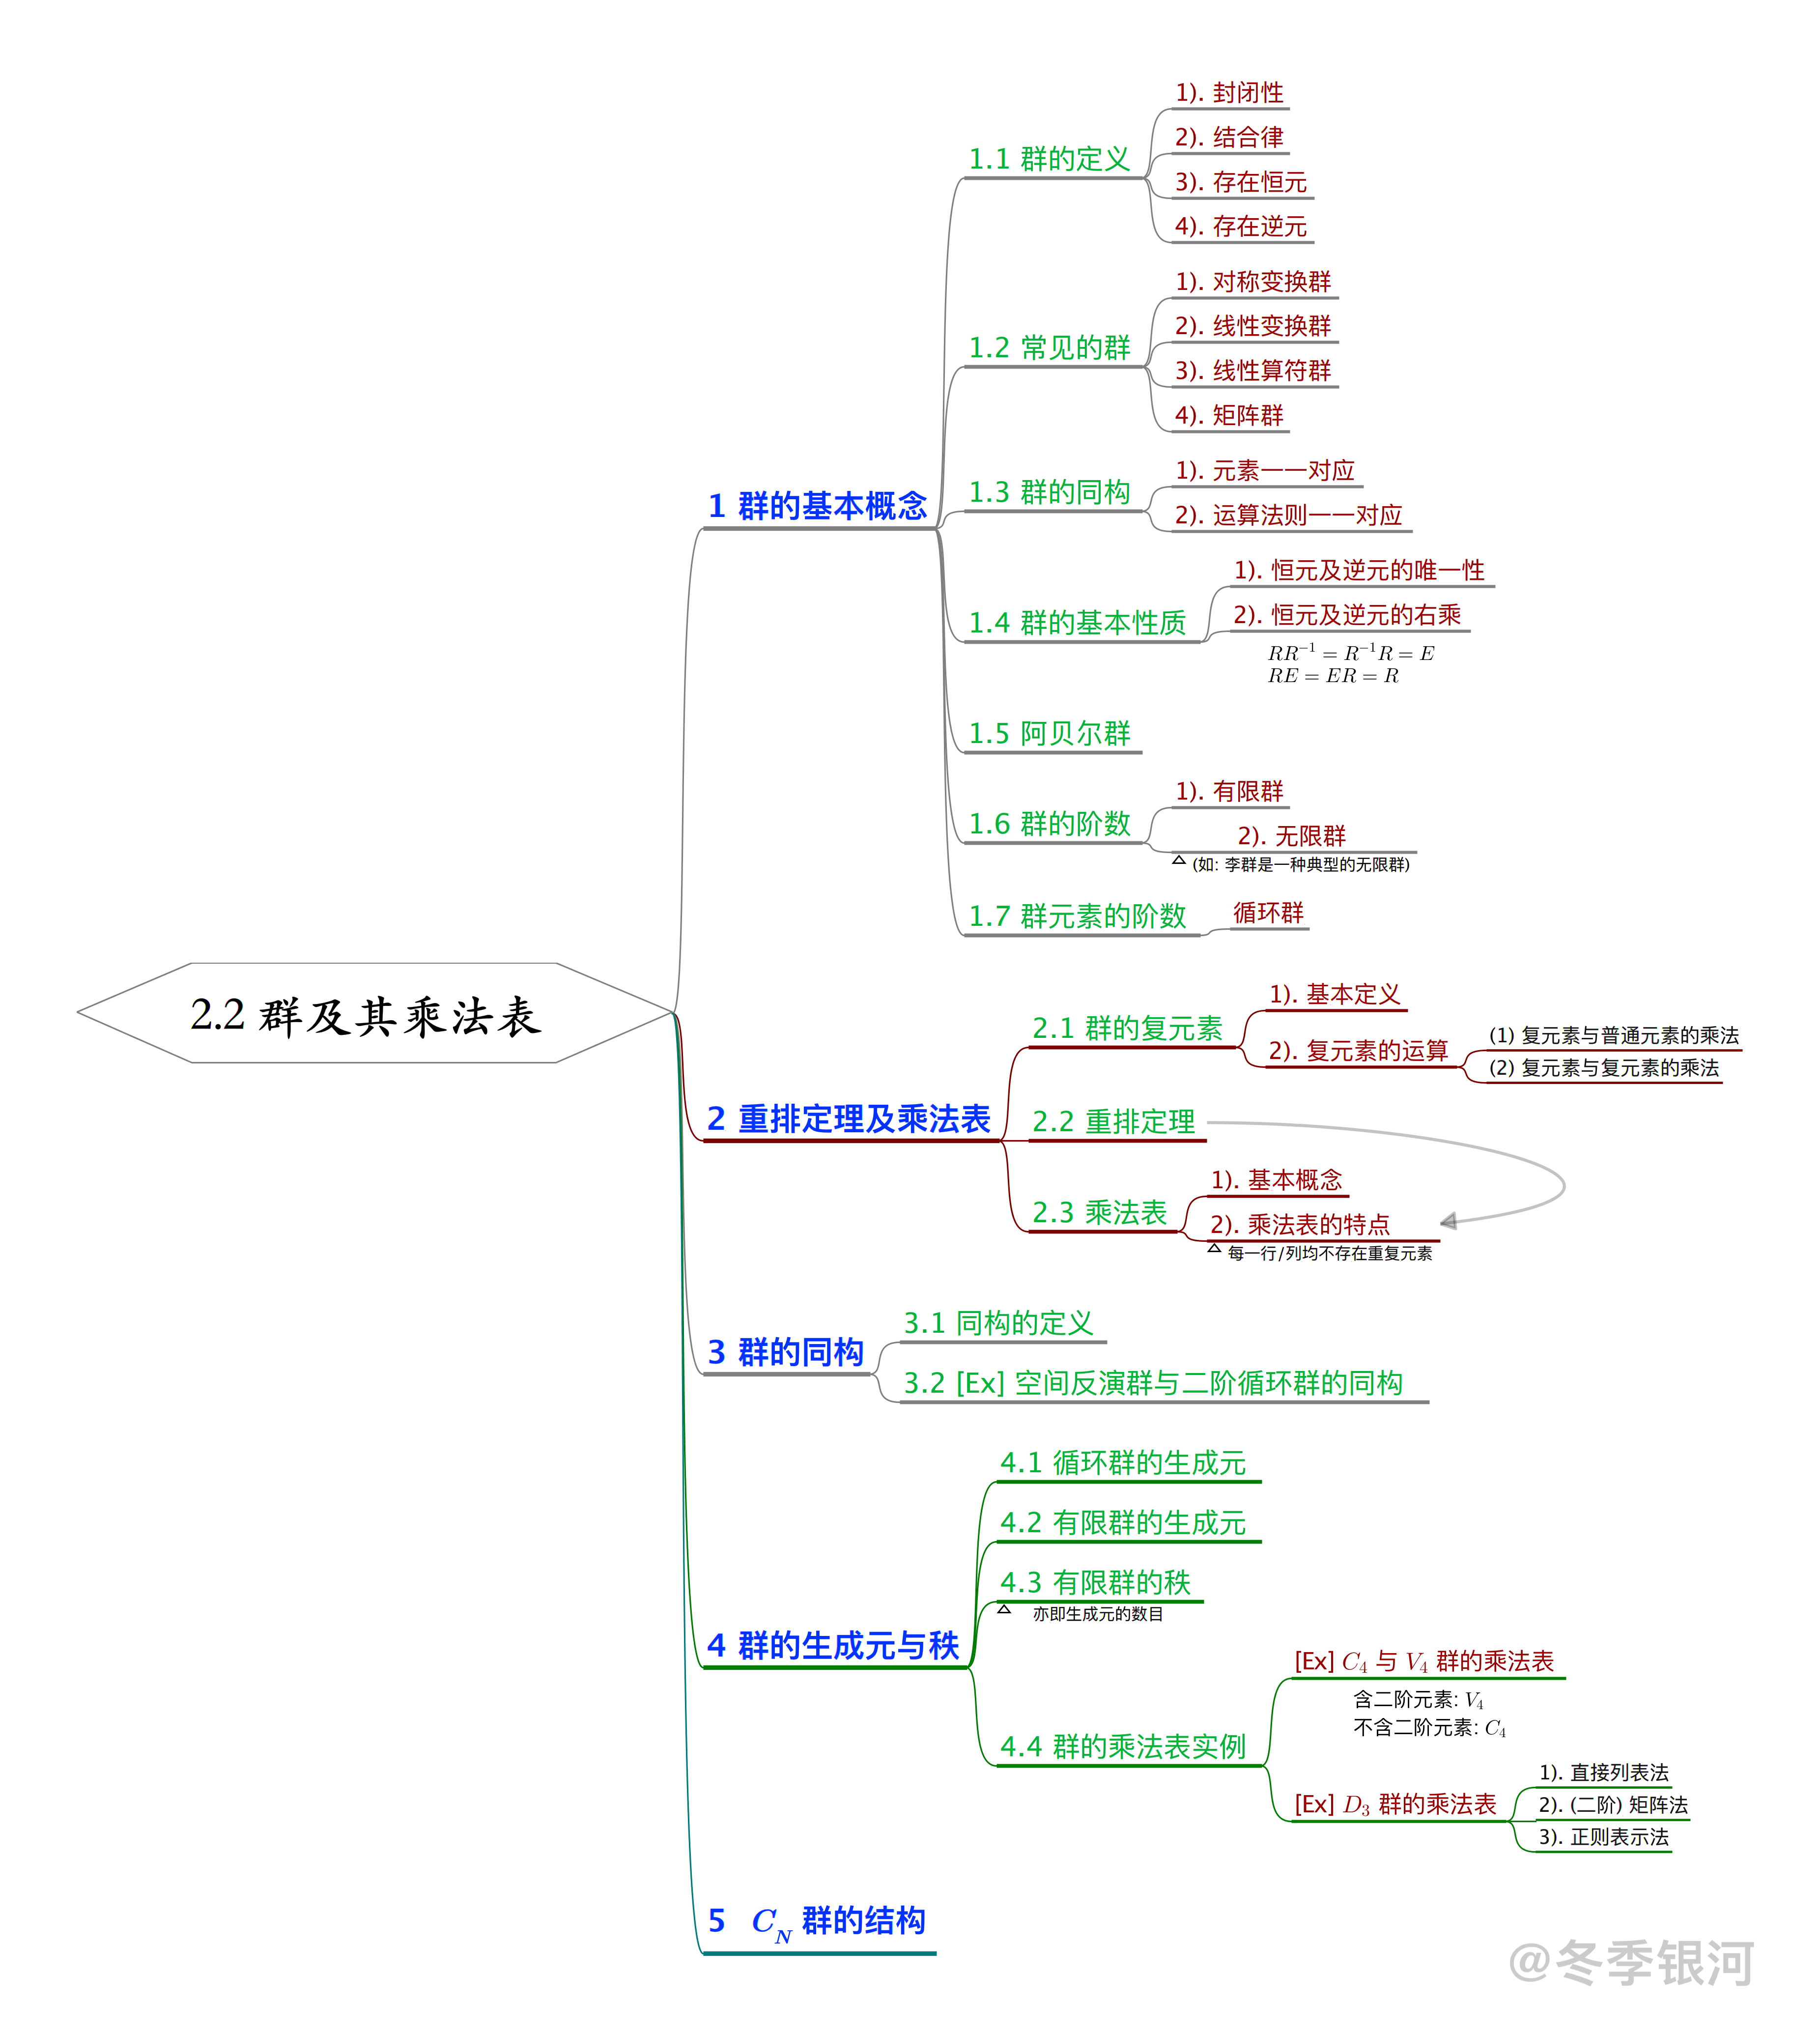 2.2 群及其乘法表
1 群的基本概念
1.1 群的定义
1). 封闭性
2). 结合律
3). 存在恒元
4). 存在逆元
1.2 常见的群
1). 对称变换群
2). 线性变换群
3). 线性算符群
4). 矩阵群
1.3 群的同构
1). 元素一一对应
2). 运算法则一一对应
1.4 群的基本性质
1). 恒元及逆元的唯一性
2). 恒元及逆元的右乘
$RR^{-1} = R^{-1}R = E$
$RE = ER = R$
1.5 阿贝尔群
1.6 群的阶数
1). 有限群
2). 无限群
(如: 李群是一种典型的无限群)
1.7 群元素的阶数
循环群
2 重排定理及乘法表
2.1 群的复元素
1). 基本定义
2). 复元素的运算
(1) 复元素与普通元素的乘法
(2) 复元素与复元素的乘法
2.2 重排定理
2.3 乘法表
1). 基本概念
2). 乘法表的特点
每一行/列均不存在重复元素
3 群的同构
3.1 同构的定义
3.2 [Ex] 空间反演群与二阶循环群的同构
4 群的生成元与秩
4.1 循环群的生成元
4.2 有限群的生成元
4.3 有限群的秩
亦即生成元的数目
4.4 群的乘法表实例
[Ex] $C_4$ 与 $V_4$ 群的乘法表
含二阶元素: $V_4$
不含二阶元素: $C_4$
[Ex] $D_3$ 群的乘法表
1). 直接列表法
2). (二阶) 矩阵法
3). 正则表示法
5 $C_N$ 群的结构
@冬季银河